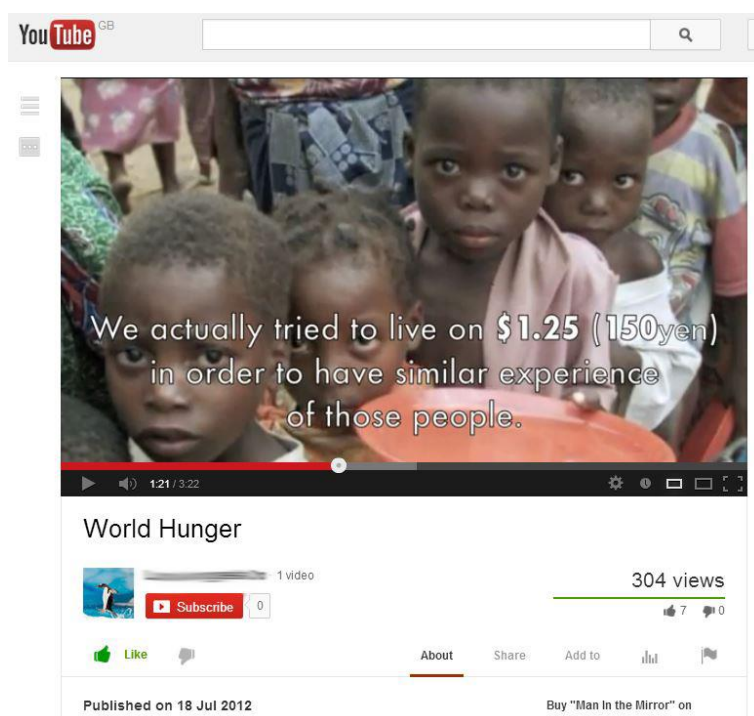 YouTube GB
We actually tried to live on $1.25 (150yen)
in order to have similar experience
of those people.
1:21 / 3:22
World Hunger
1 video
Subscribe 0
304 views
7 0
Like
About Share Add to
Published on 18 Jul 2012
Buy "Man In the Mirror" on